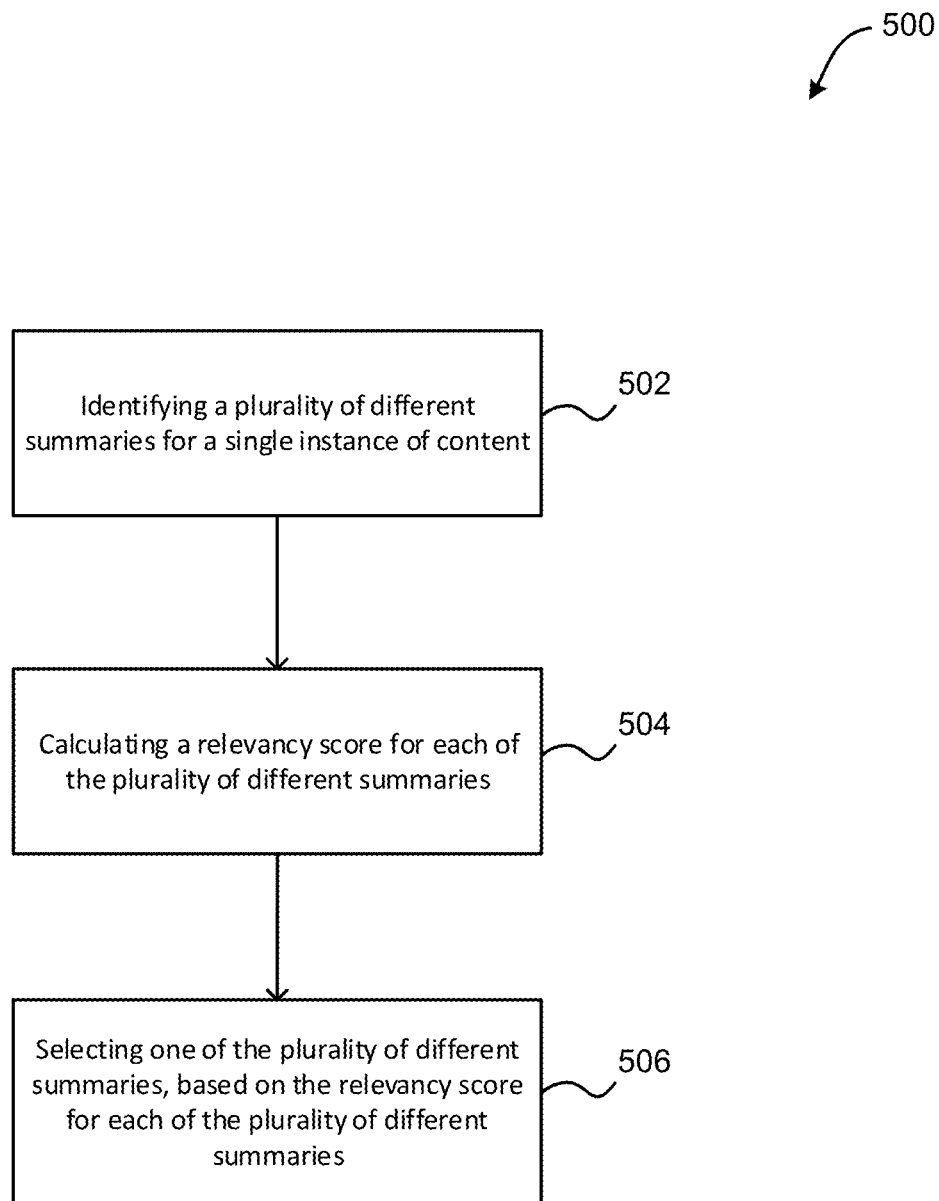 500
Identifying a plurality of different
summaries for a single instance of content
502
Calculating a relevancy score for each of
the plurality of different summaries
504
Selecting one of the plurality of different
summaries, based on the relevancy score
for each of the plurality of different
summaries
506